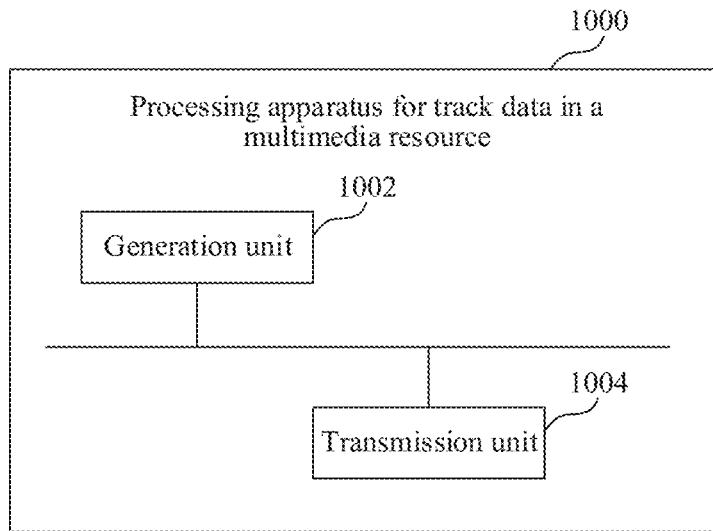 1000
Processing apparatus for track data in a
multimedia resource
1002
Generation unit
1004
Transmission unit